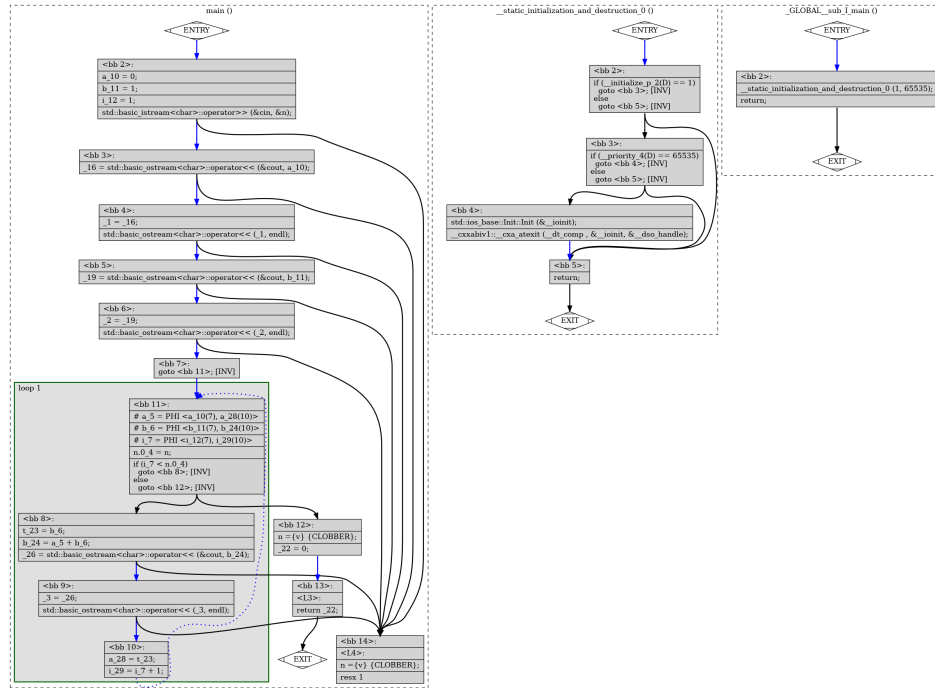 main ()
ENTRY
<bb 2>:
a_10 = 0;
b_11 = 1;
i_12 = 1;
std::basic_istream<char>::operator>> (&cin, &n);
<bb 3>:
_16 = std::basic_ostream<char>::operator<< (&cout, a_10);
<bb 4>:
_1 = _16;
std::basic_ostream<char>::operator<< (_1, endl);
<bb 5>:
_19 = std::basic_ostream<char>::operator<< (&cout, b_11);
<bb 6>:
_2 = _19;
std::basic_ostream<char>::operator<< (_2, endl);
<bb 7>:
goto <bb 11>; [INV]
loop 1
<bb 11>:
# a_5 = PHI <a_10(7), a_28(10)>
# b_6 = PHI <b_11(7), b_24(10)>
# i_7 = PHI <i_12(7), i_29(10)>
n.0_4 = n;
if (i_7 < n.0_4)
goto <bb 8>; [INV]
else
goto <bb 12>; [INV]
<bb 8>:
t_23 = b_6;
b_24 = a_5 + b_6;
_26 = std::basic_ostream<char>::operator<< (&cout, b_24);
<bb 12>:
n ={v} {CLOBBER};
_22 = 0;
<bb 9>:
_3 = _26;
std::basic_ostream<char>::operator<< (_3, endl);
<bb 13>:
<L3>:
return _22;
<bb 10>:
a_28 = t_23;
i_29 = i_7 + 1;
EXIT
<bb 14>:
<L4>:
n ={v} {CLOBBER};
resx 1
__static_initialization_and_destruction_0 ()
ENTRY
<bb 2>:
if (__initialize_p_2(D) == 1)
goto <bb 3>; [INV]
else
goto <bb 5>; [INV]
<bb 3>:
if (__priority_4(D) == 65535)
goto <bb 4>; [INV]
else
goto <bb 5>; [INV]
<bb 4>:
std::ios_base::Init::Init (&__ioinit);
__cxxabiv1::__cxa_atexit (__dt_comp , &__ioinit, &__dso_handle);
<bb 5>:
return;
EXIT
_GLOBAL__sub_I_main ()
ENTRY
<bb 2>:
__static_initialization_and_destruction_0 (1, 65535);
return;
EXIT